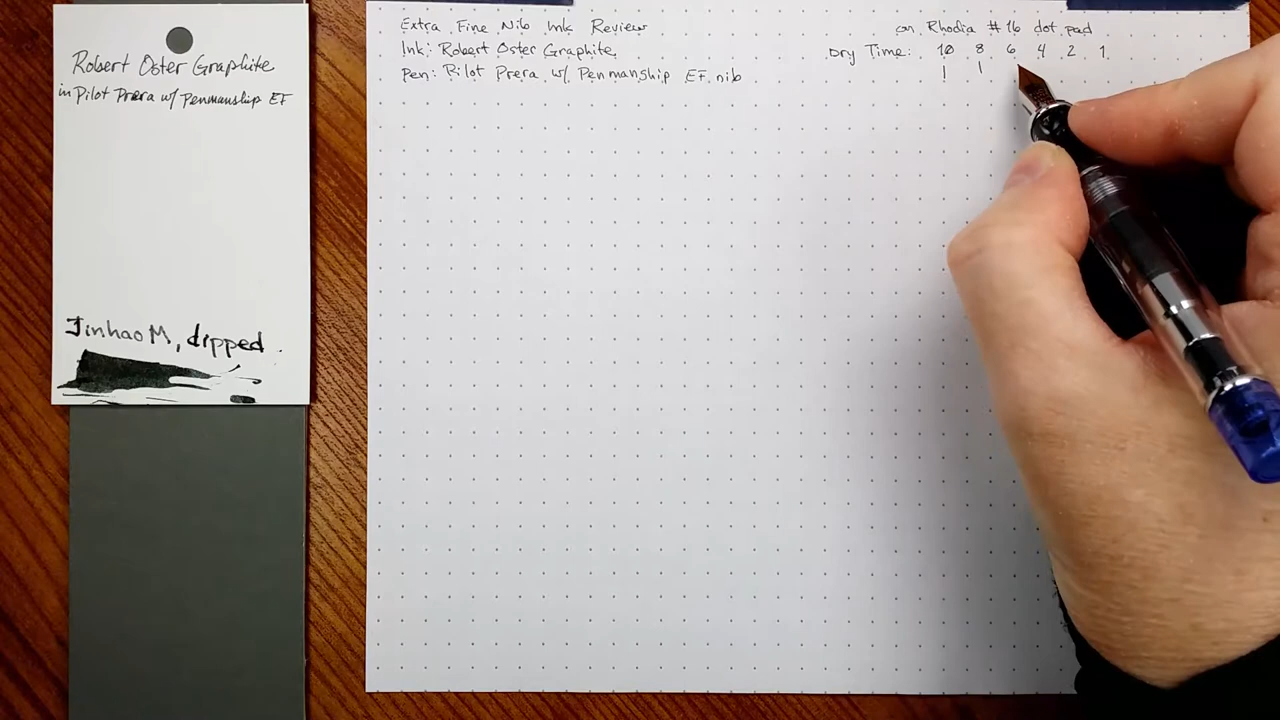 Robert Oster Graphite
in Pilot Prera w/ Penmanship EF
Jinhao M, dipped.
Extra Fine Nib Ink Review
Ink: Robert Oster Graphite
Pen: Pilot Prera w/ Penmanship EF nib
on Rhodia #16 dot pad
Dry Time: 10 8 6 4 2 1